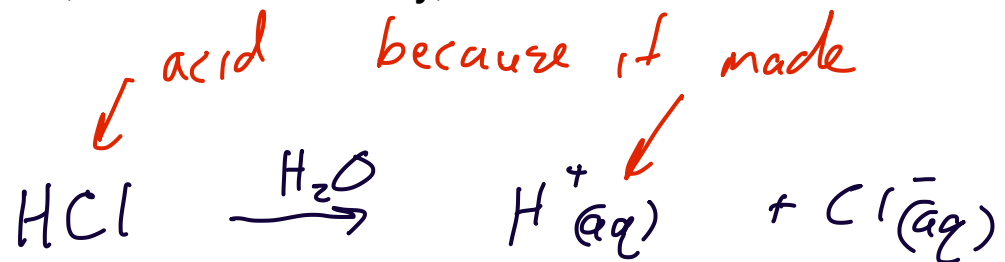 acid because it made
HCl H₂O → H⁺(aq) + Cl⁻(aq)